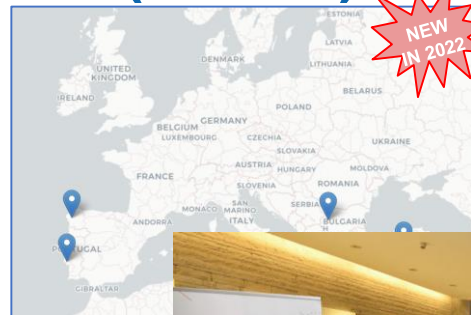 NEW
IN 2022
ESTONIA
LATVIA
DENMARK
LITHUANIA
UNITED
KINGDOM
IRELAND
BELARUS
POLAND
BELGIUM
GERMANY
LUXEMBOURG
CZECHIA
UKRAINE
SLOVAKIA
AUSTRIA
HUNGARY
MOLDOVA
FRANCE
SLOVENIA
ROMANIA
MONACO
SAN
MARINO
SERBIA
ANDORRA
ITALY
BULGARIA
GIBRALTAR